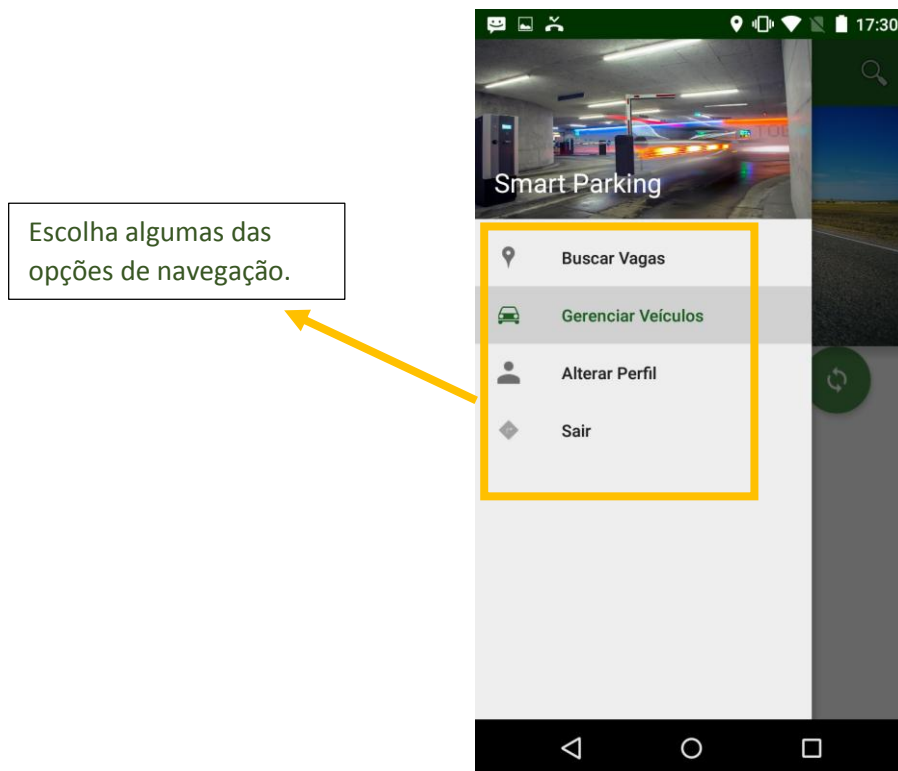 17:30
Smart Parking
Escolha algumas das
opções de navegação.
Buscar Vagas
Gerenciar Veículos
Alterar Perfil
Sair